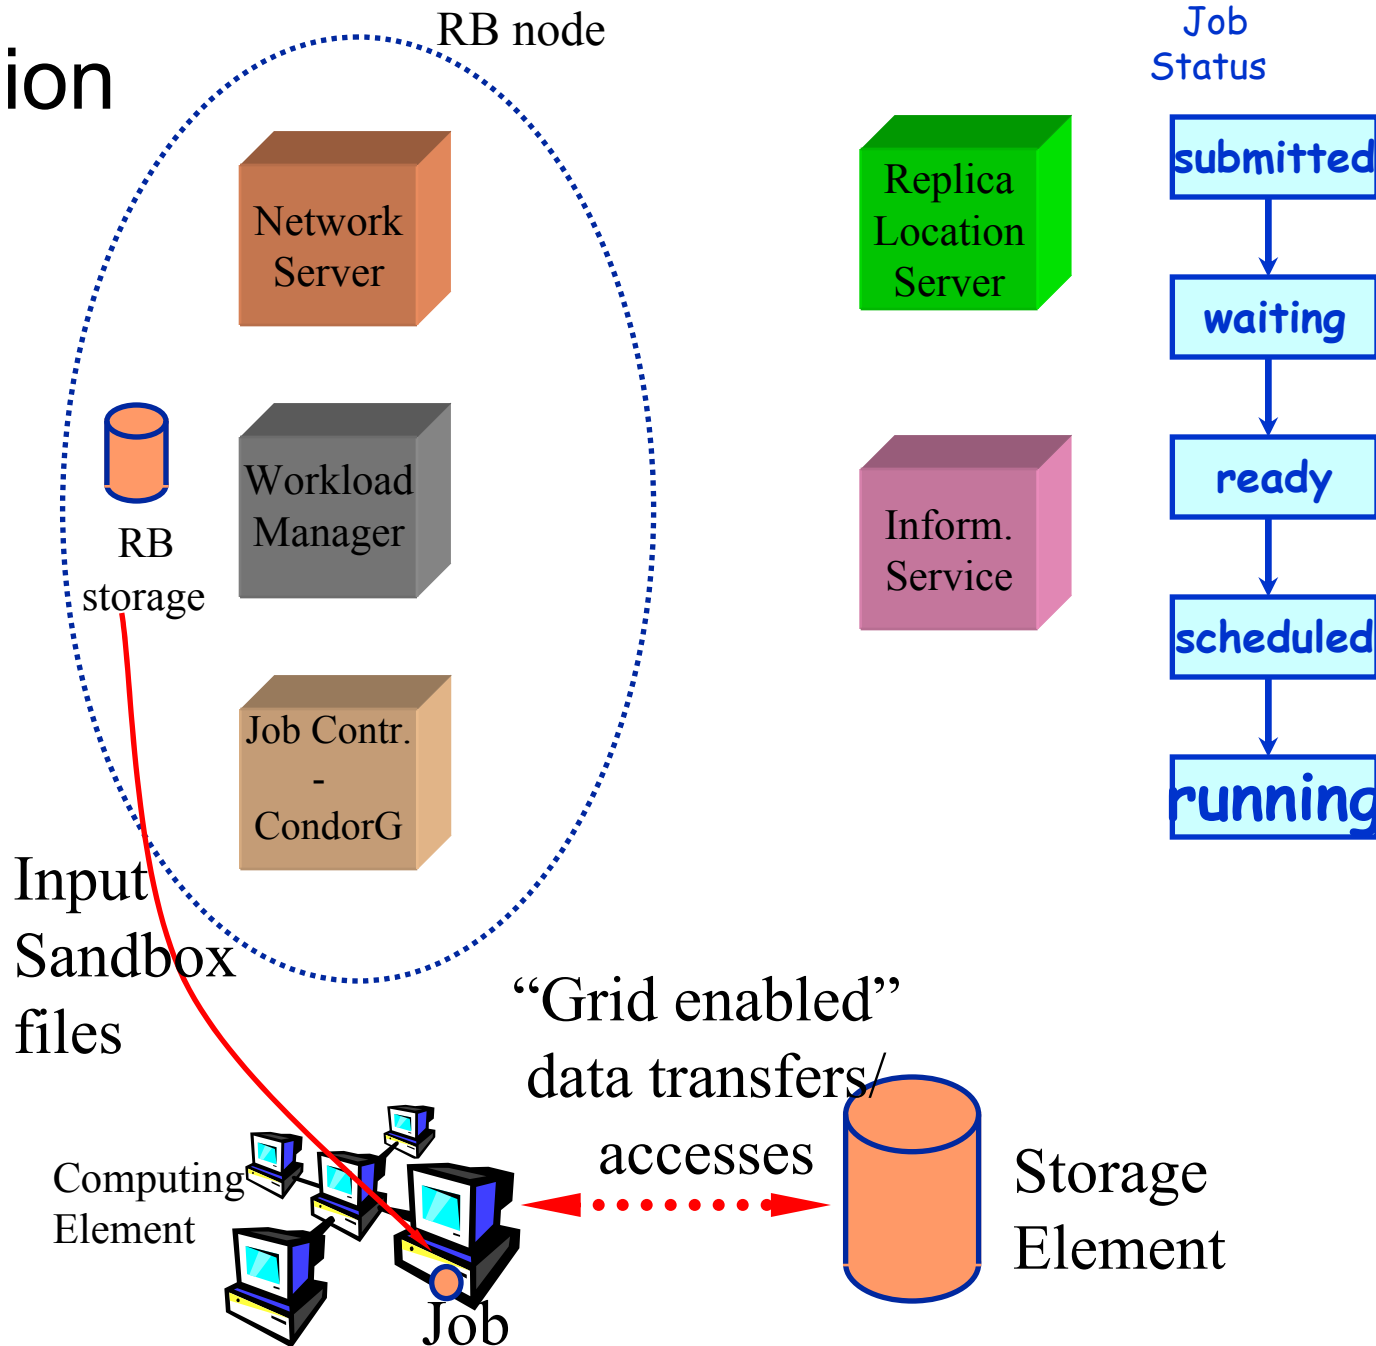 ion
RB node
Job
Status
Network
Server
Replica
Location
Server
submitted
waiting
Workload
Manager
RB
storage
Inform.
Service
ready
scheduled
Job Contr.
-
CondorG
running
Input
Sandbox
files
“Grid enabled”
data transfers/
accesses
Computing
Element
Storage
Element
Job